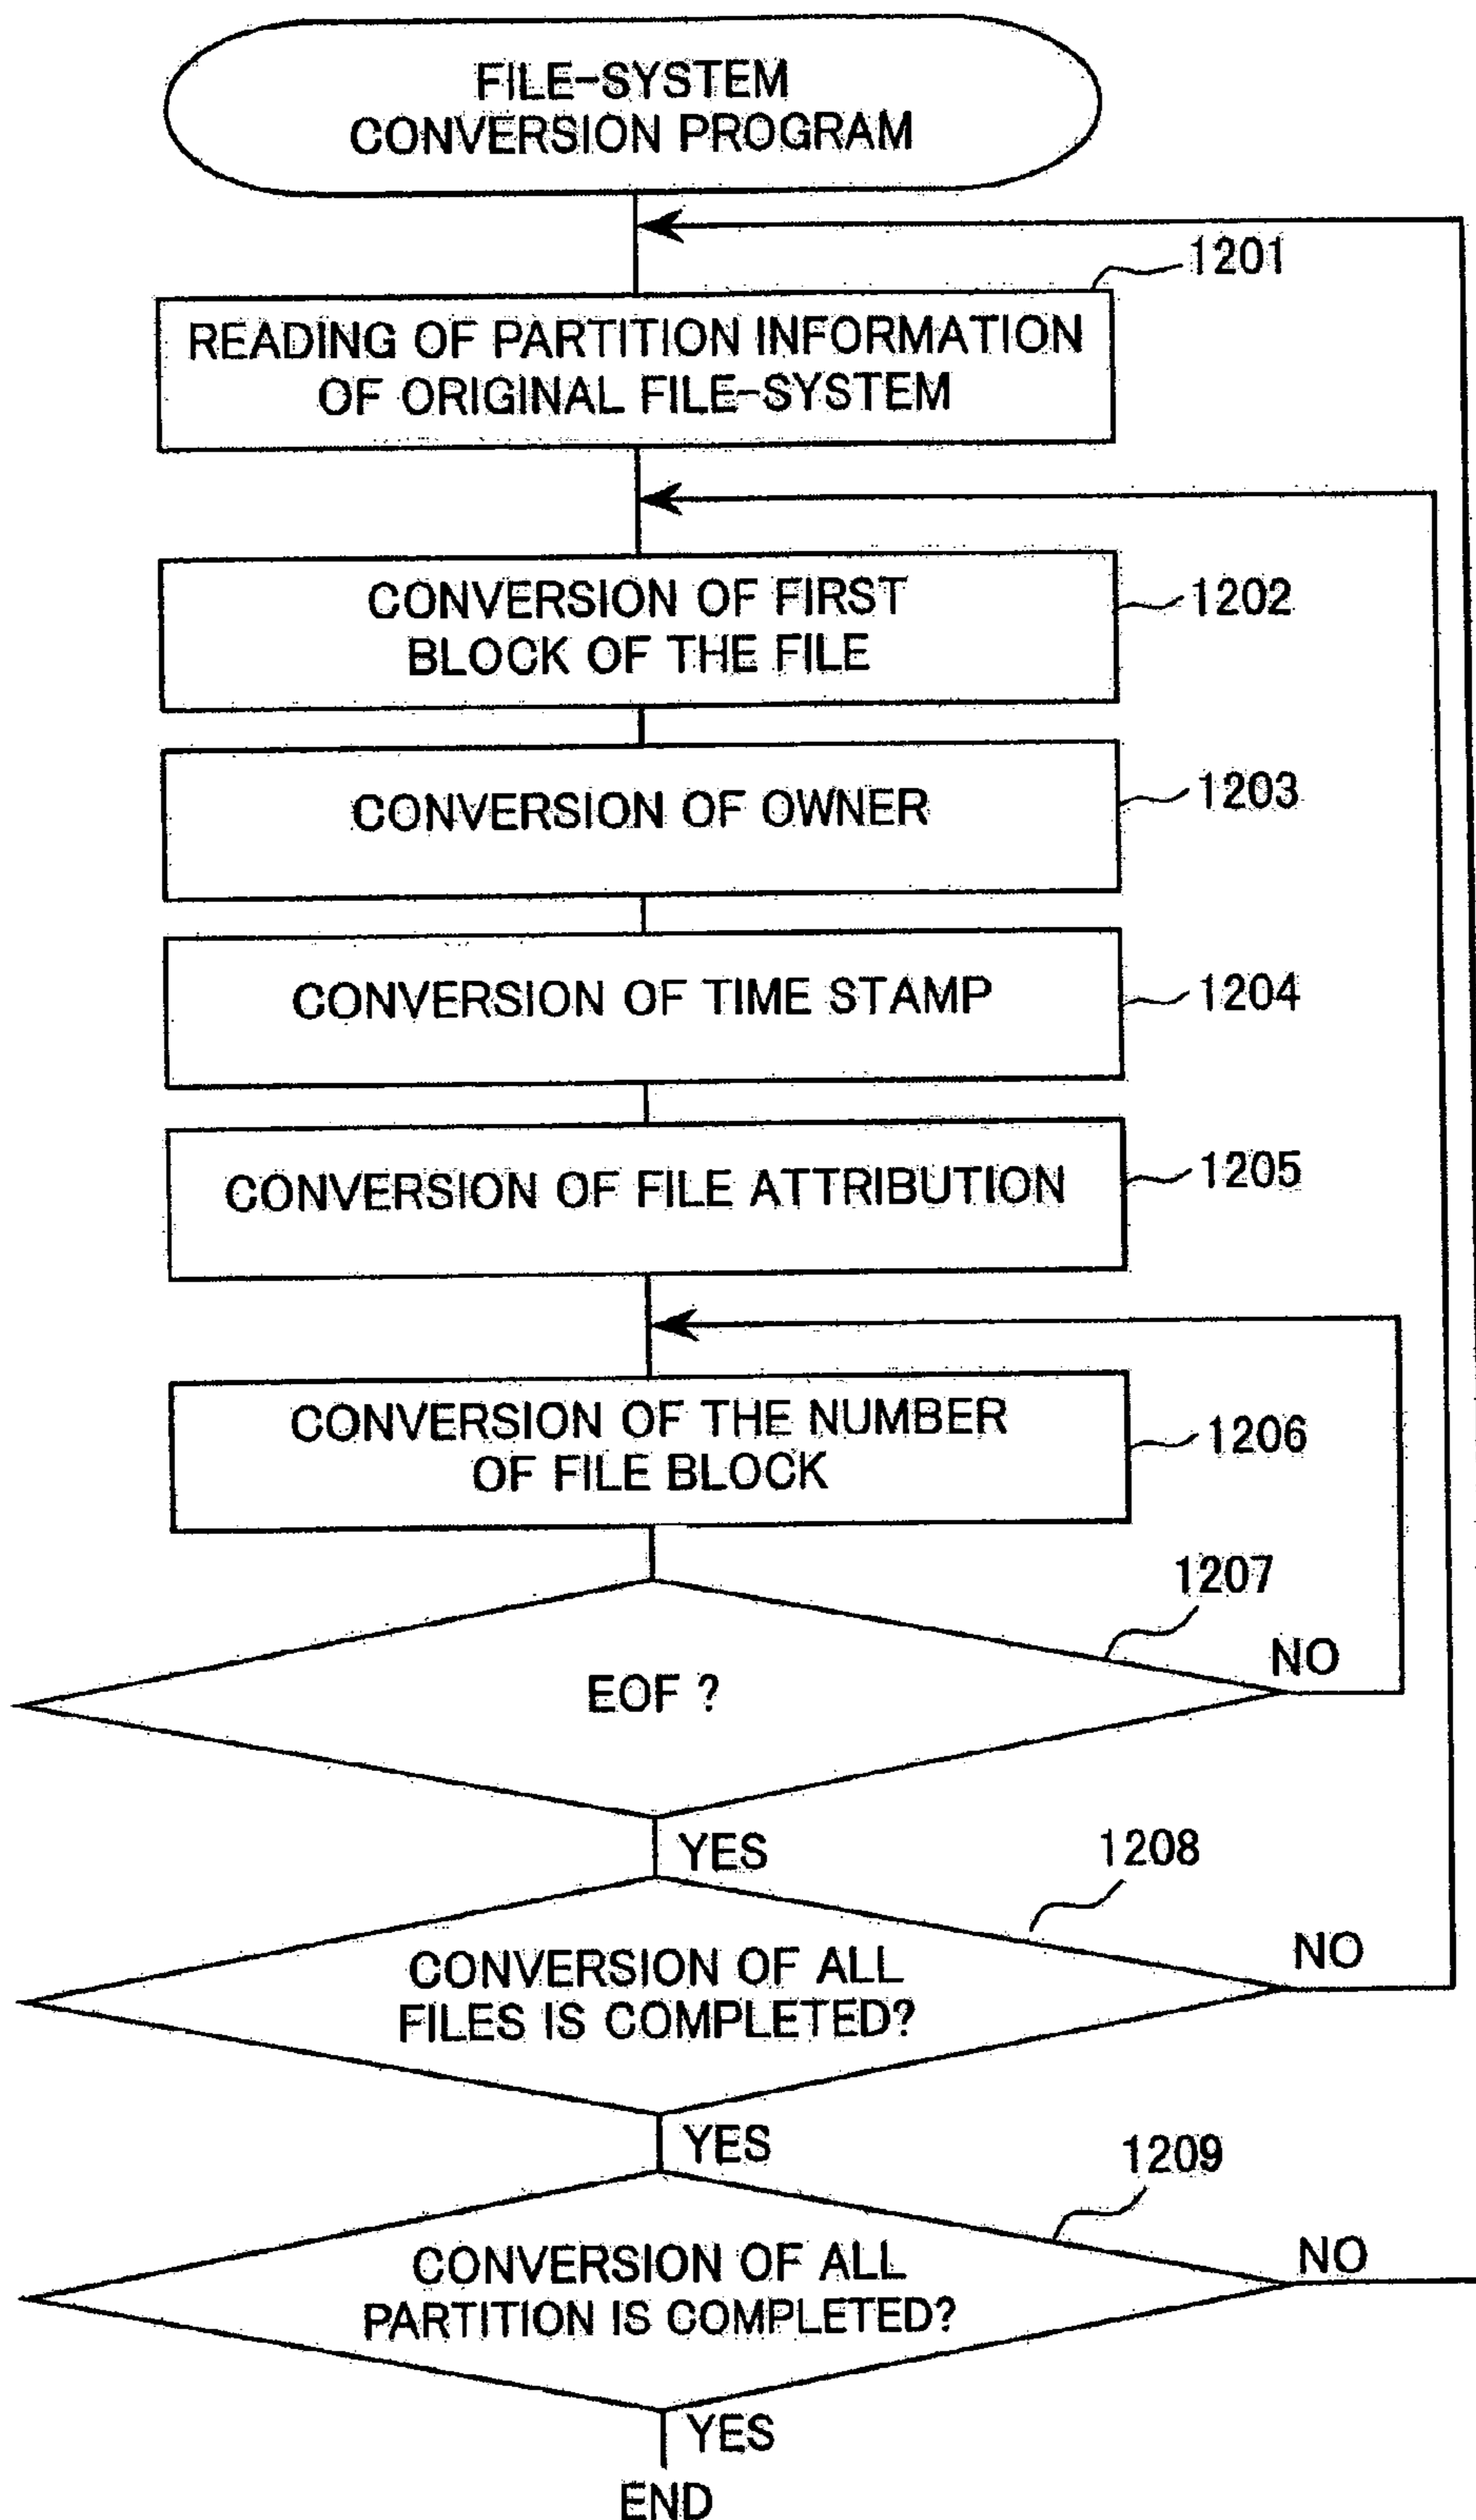 FILE-SYSTEM
CONVERSION PROGRAM
1201
READING OF PARTITION INFORMATION
OF ORIGINAL FILE-SYSTEM
CONVERSION OF FIRST
BLOCK OF THE FILE
1202
CONVERSION OF OWNER
1203
CONVERSION OF TIME STAMP
1204
CONVERSION OF FILE ATTRIBUTION
1205
CONVERSION OF THE NUMBER
OF FILE BLOCK
1206
1207
EOF ?
NO
YES
1208
CONVERSION OF ALL
FILES IS COMPLETED?
NO
YES
1209
CONVERSION OF ALL
PARTITION IS COMPLETED?
NO
YES
END